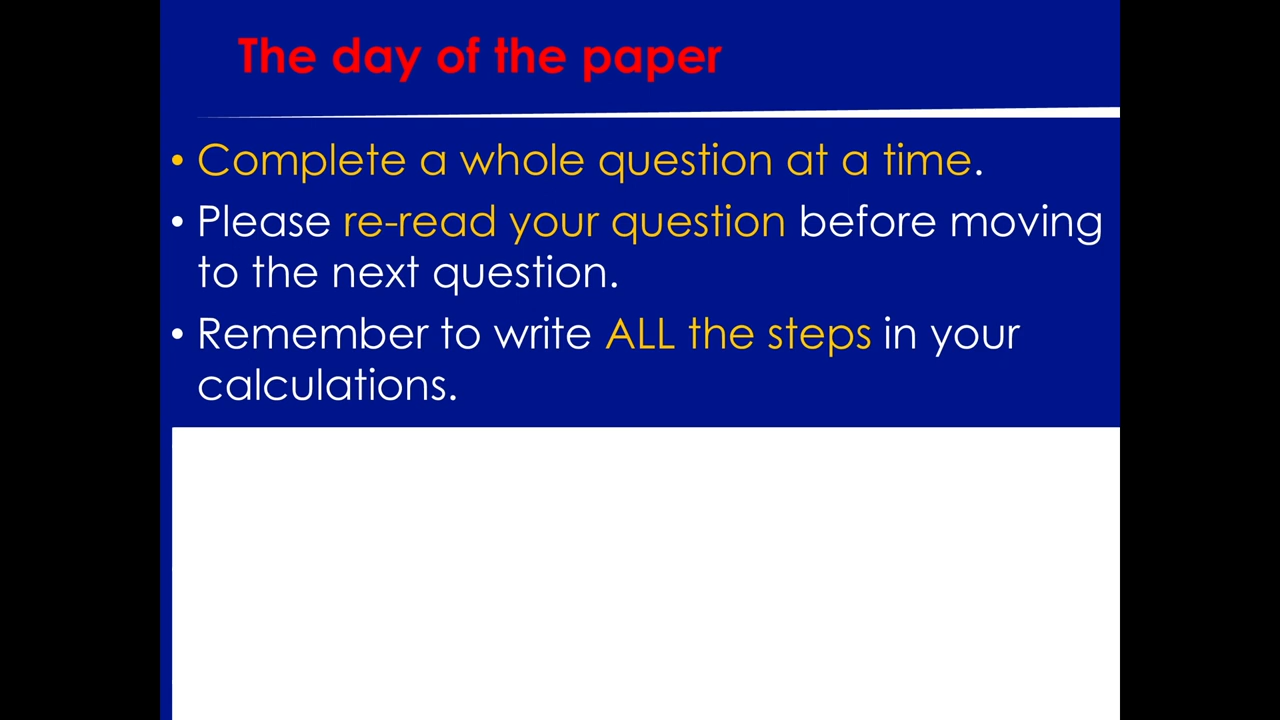 The day of the paper
• Complete a whole question at a time.
• Please re-read your question before moving
to the next question.
• Remember to write ALL the steps in your
calculations.